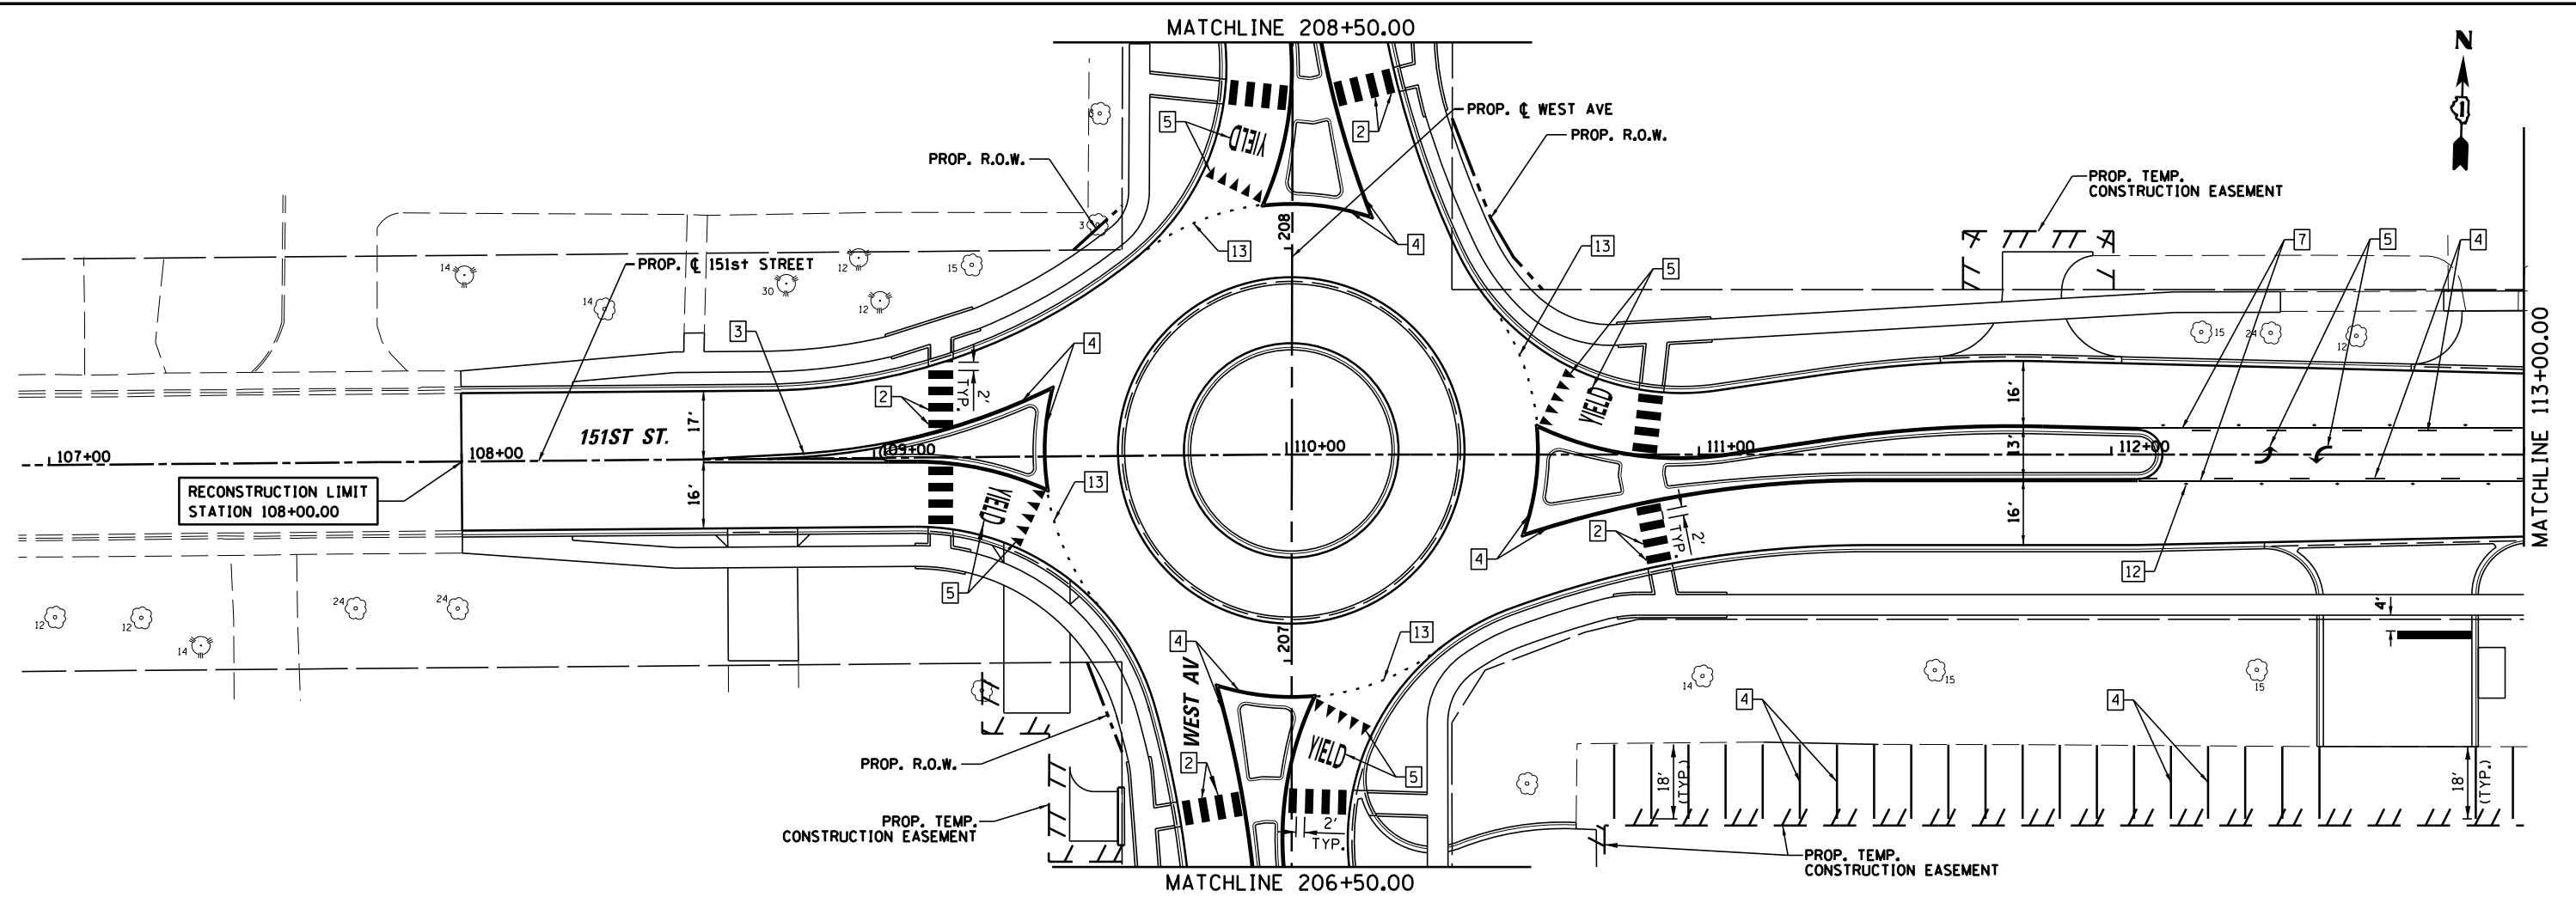 MATCHLINE 208+50.00
N
1
PROP. ℄ WEST AVE
PROP. R.O.W.
PROP. R.O.W.
5
YIELD
2
PROP. TEMP.
CONSTRUCTION EASEMENT
3
208
4
13
13
7
5
4
PROP. ℄ 151st STREET
14
12
15
30
12
14
5
YIELD
15
24
12
3
4
2
2'
TYP.
17'
16'
13'
16'
MATCHLINE 113+00.00
151ST ST.
107+00
108+00
109+00
110+00
111+00
112+00
RECONSTRUCTION LIMIT
STATION 108+00.00
16'
YIELD
13
5
4
2
2'
TYP.
12
4'
12
12
24
24
14
207
4
13
WEST AV
14
15
15
4
4
PROP. R.O.W.
2
YIELD
5
18'
(TYP.)
18'
(TYP.)
2'
TYP.
PROP. TEMP.
CONSTRUCTION EASEMENT
PROP. TEMP.
CONSTRUCTION EASEMENT
MATCHLINE 206+50.00